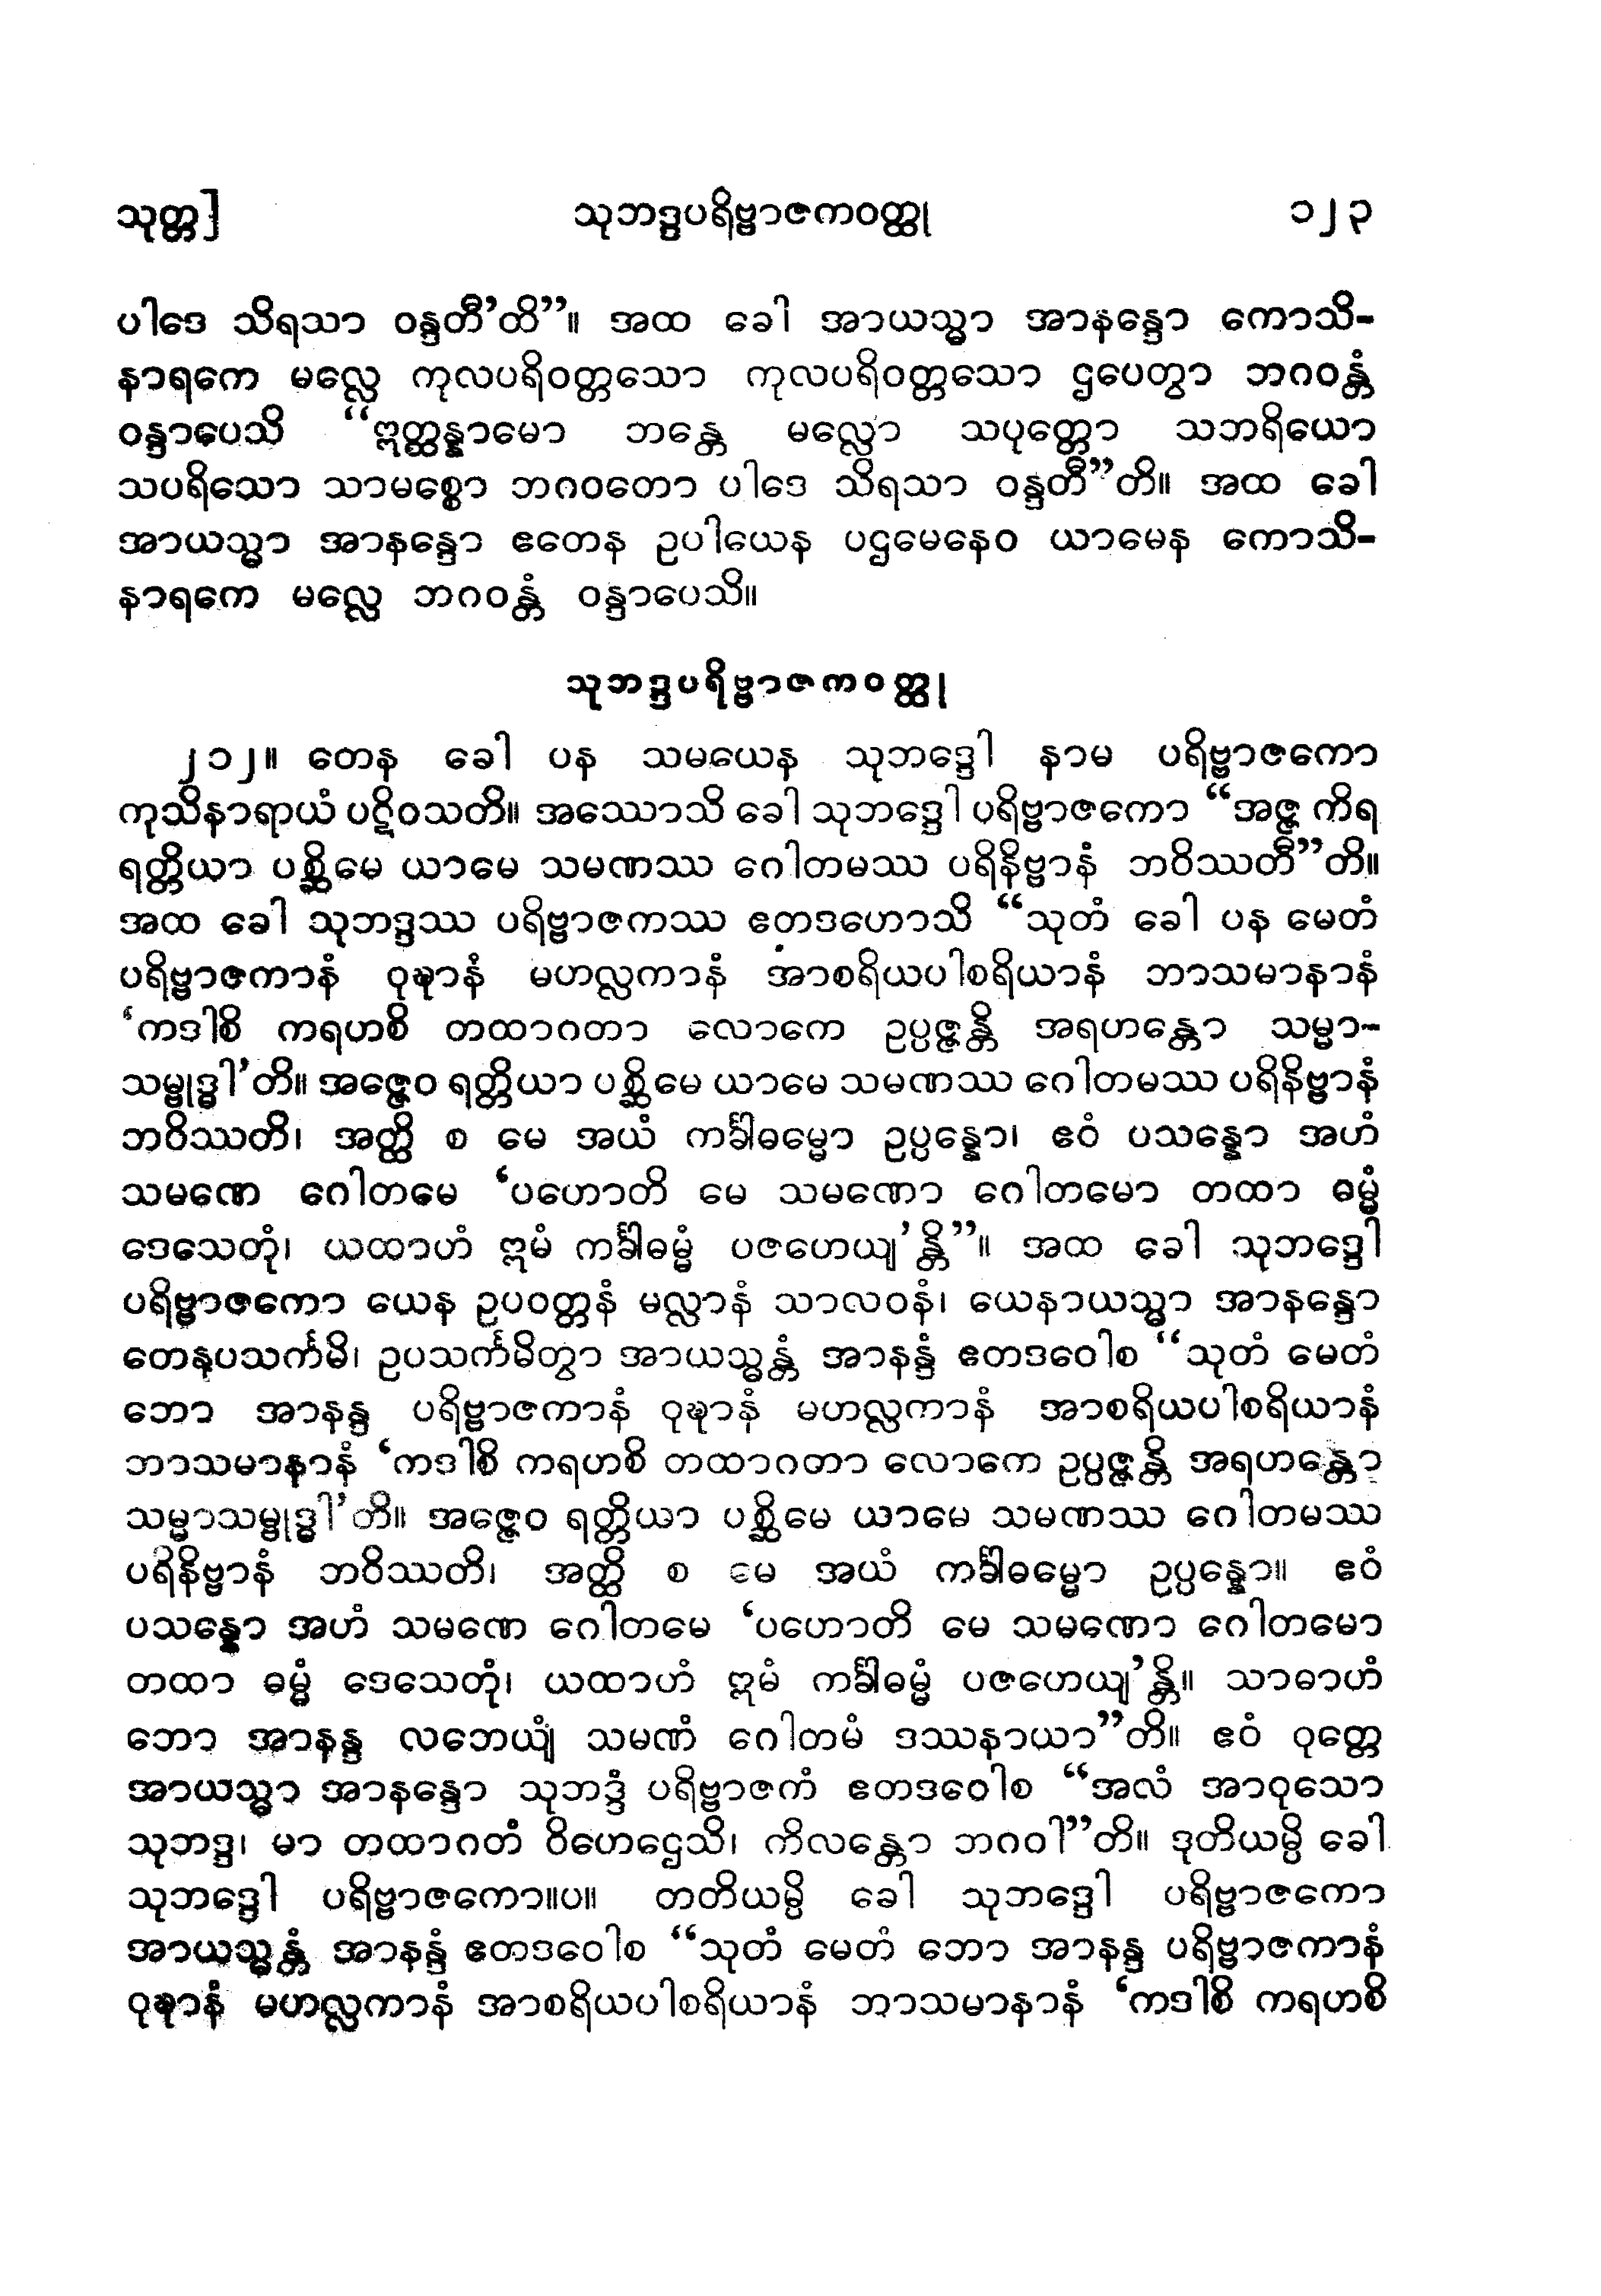 သုတ္တ] သုဘဒ္ဒပရိဗ္ဗာဇကဝတ္ထု ၁၂၃
ပါဒေ သိရသာ ဝန္ဒတီ’တိ”။ အထ ခေါ အာယသ္မာ အာနန္ဒော ကောသိ-
နာရကေ မလ္လေ ကုလပရိဝတ္တသော ကုလပရိဝတ္တသော ဌပေတွာ ဘဂဝန္တံ
ဝန္ဒာပေသိ “ဣတ္ထန္နာမော ဘန္တေ မလ္လော သပုတ္တော သဘရိယော
သပရိသော သာမစ္စော ဘဂဝတော ပါဒေ သိရသာ ဝန္ဒတီ”တိ။ အထ ခေါ
အာယသ္မာ အာနန္ဒော ဧတေန ဥပါယေန ပဌမေနေဝ ယာမေန ကောသိ-
နာရကေ မလ္လေ ဘဂဝန္တံ ဝန္ဒာပေသိ။
သုဘဒ္ဒပရိဗ္ဗာဇကဝတ္ထု
၂၁၂။ တေန ခေါ ပန သမယေန သုဘဒ္ဒေါ နာမ ပရိဗ္ဗာဇကော
ကုသိနာရာယံ ပဋိဝသတိ။ အဿောသိ ခေါ သုဘဒ္ဒေါ ပရိဗ္ဗာဇကော “အဇ္ဇ ကိရ
ရတ္တိယာ ပစ္ဆိမေ ယာမေ သမဏဿ ဂေါတမဿ ပရိနိဗ္ဗာနံ ဘဝိဿတီ”တိ။
အထ ခေါ သုဘဒ္ဒဿ ပရိဗ္ဗာဇကဿ ဧတဒဟောသိ “သုတံ ခေါ ပန မေတံ
ပရိဗ္ဗာဇကာနံ ဝုဍ္ဎာနံ မဟလ္လကာနံ အာစရိယပါစရိယာနံ ဘာသမာနာနံ
‘ကဒါစိ ကရဟစိ တထာဂတာ လောကေ ဥပ္ပဇ္ဇန္တိ အရဟန္တော သမ္မာ-
သမ္ဗုဒ္ဓါ’တိ။ အဇ္ဇေဝ ရတ္တိယာ ပစ္ဆိမေ ယာမေ သမဏဿ ဂေါတမဿ ပရိနိဗ္ဗာနံ
ဘဝိဿတိ၊ အတ္ထိ စ မေ အယံ ကင်္ခါဓမ္မော ဥပ္ပန္နော၊ ဧဝံ ပသန္နော အဟံ
သမဏေ ဂေါတမေ ‘ပဟောတိ မေ သမဏော ဂေါတမော တထာ ဓမ္မံ
ဒေသေတုံ၊ ယထာဟံ ဣမံ ကင်္ခါဓမ္မံ ပဇဟေယျ’န္တိ”။ အထ ခေါ သုဘဒ္ဒေါ
ပရိဗ္ဗာဇကော ယေန ဥပဝတ္တနံ မလ္လာနံ သာလဝနံ၊ ယေနာယသ္မာ အာနန္ဒော
တေနုပသင်္ကမိ၊ ဥပသင်္ကမိတွာ အာယသ္မန္တံ အာနန္ဒံ ဧတဒဝေါစ “သုတံ မေတံ
ဘော အာနန္ဒ ပရိဗ္ဗာဇကာနံ ဝုဍ္ဎာနံ မဟလ္လကာနံ အာစရိယပါစရိယာနံ
ဘာသမာနာနံ ‘ကဒါစိ ကရဟစိ တထာဂတာ လောကေ ဥပ္ပဇ္ဇန္တိ အရဟန္တော
သမ္မာသမ္ဗုဒ္ဓါ’တိ။ အဇ္ဇေဝ ရတ္တိယာ ပစ္ဆိမေ ယာမေ သမဏဿ ဂေါတမဿ
ပရိနိဗ္ဗာနံ ဘဝိဿတိ၊ အတ္ထိ စ မေ အယံ ကင်္ခါဓမ္မော ဥပ္ပန္နော။ ဧဝံ
ပသန္နော အဟံ သမဏေ ဂေါတမေ ‘ပဟောတိ မေ သမဏော ဂေါတမော
တထာ ဓမ္မံ ဒေသေတုံ၊ ယထာဟံ ဣမံ ကင်္ခါဓမ္မံ ပဇဟေယျ’န္တိ။ သာဓာဟံ
ဘော အာနန္ဒ လဘေယျံ သမဏံ ဂေါတမံ ဒဿနာယာ”တိ။ ဧဝံ ဝုတ္တေ
အာယသ္မာ အာနန္ဒော သုဘဒ္ဒံ ပရိဗ္ဗာဇကံ ဧတဒဝေါစ “အလံ အာဝုသော
သုဘဒ္ဒ၊ မာ တထာဂတံ ဝိဟေဌေသိ၊ ကိလန္တော ဘဂဝါ”တိ။ ဒုတိယမ္ပိ ခေါ
သုဘဒ္ဒေါ ပရိဗ္ဗာဇကော။ပ။ တတိယမ္ပိ ခေါ သုဘဒ္ဒေါ ပရိဗ္ဗာဇကော
အာယသ္မန္တံ အာနန္ဒံ ဧတဒဝေါစ “သုတံ မေတံ ဘော အာနန္ဒ ပရိဗ္ဗာဇကာနံ
ဝုဍ္ဎာနံ မဟလ္လကာနံ အာစရိယပါစရိယာနံ ဘာသမာနာနံ ‘ကဒါစိ ကရဟစိ